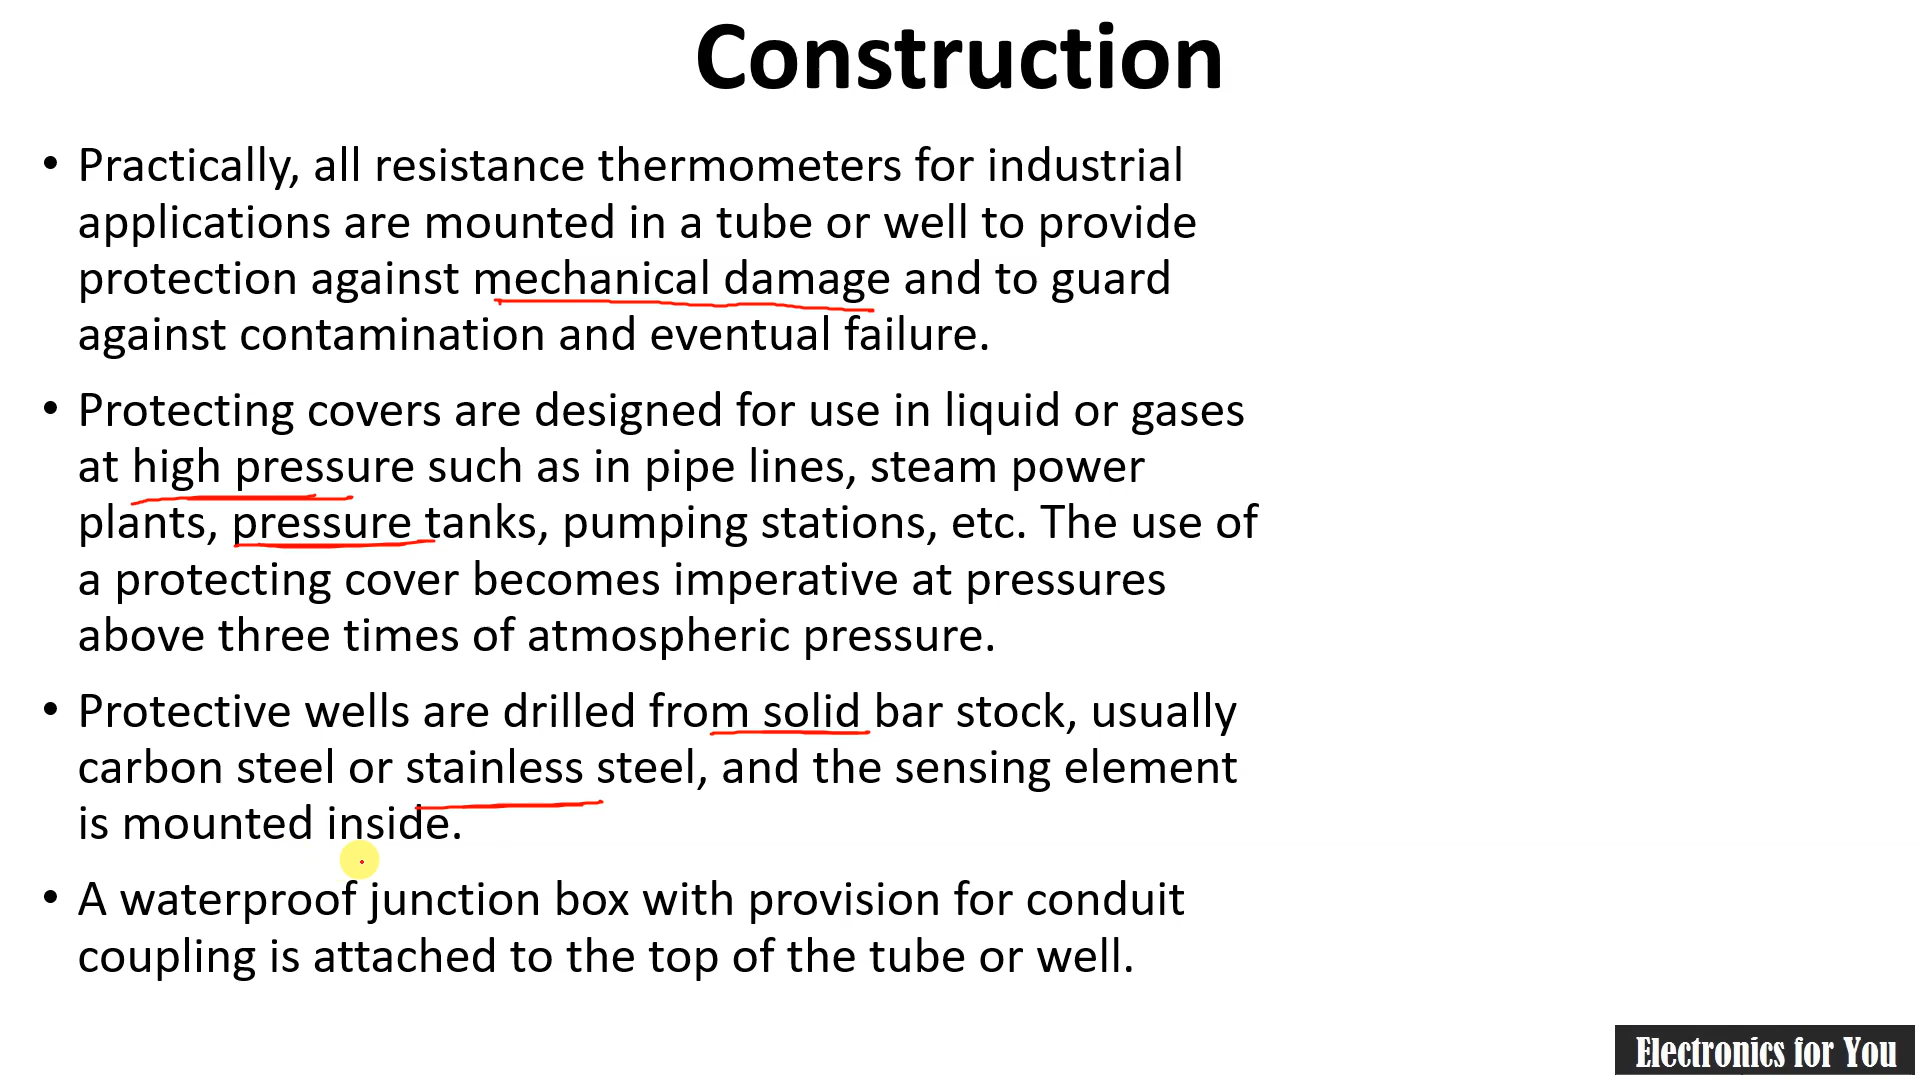 Construction
• Practically, all resistance thermometers for industrial
applications are mounted in a tube or well to provide
protection against mechanical damage and to guard
against contamination and eventual failure.
• Protecting covers are designed for use in liquid or gases
at high pressure such as in pipe lines, steam power
plants, pressure tanks, pumping stations, etc. The use of
a protecting cover becomes imperative at pressures
above three times of atmospheric pressure.
• Protective wells are drilled from solid bar stock, usually
carbon steel or stainless steel, and the sensing element
is mounted inside.
• A waterproof junction box with provision for conduit
coupling is attached to the top of the tube or well.
Electronics for You